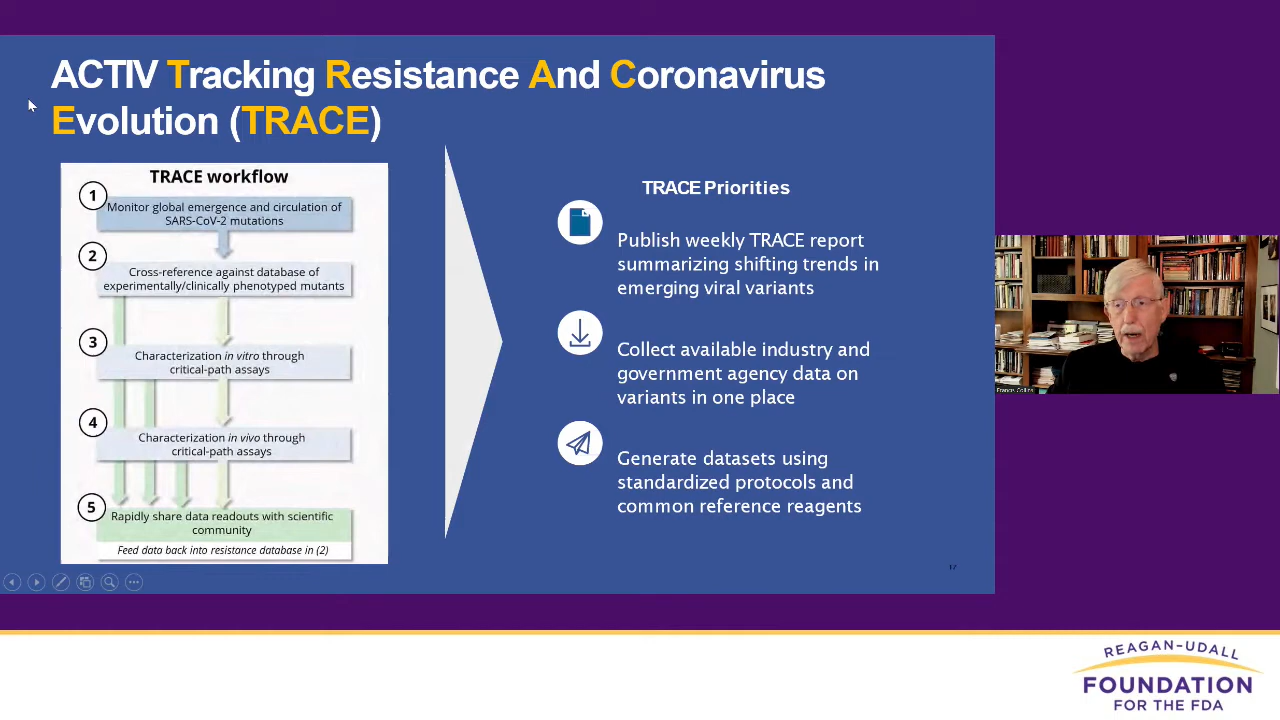 ACTIV Tracking Resistance And Coronavirus
Evolution (TRACE)
TRACE workflow
1
Monitor global emergence and circulation of
SARS-CoV-2 mutations
2
Cross-reference against database of
experimentally/clinically phenotyped mutants
3
Characterization in vitro through
critical-path assays
4
Characterization in vivo through
critical-path assays
5
Rapidly share data readouts with scientific
community
Feed data back into resistance database in (2)
TRACE Priorities
Publish weekly TRACE report
summarizing shifting trends in
emerging viral variants
Collect available industry and
government agency data on
variants in one place
Generate datasets using
standardized protocols and
common reference reagents
17
Francis Collins
REAGAN-UDALL
FOUNDATION
FOR THE FDA